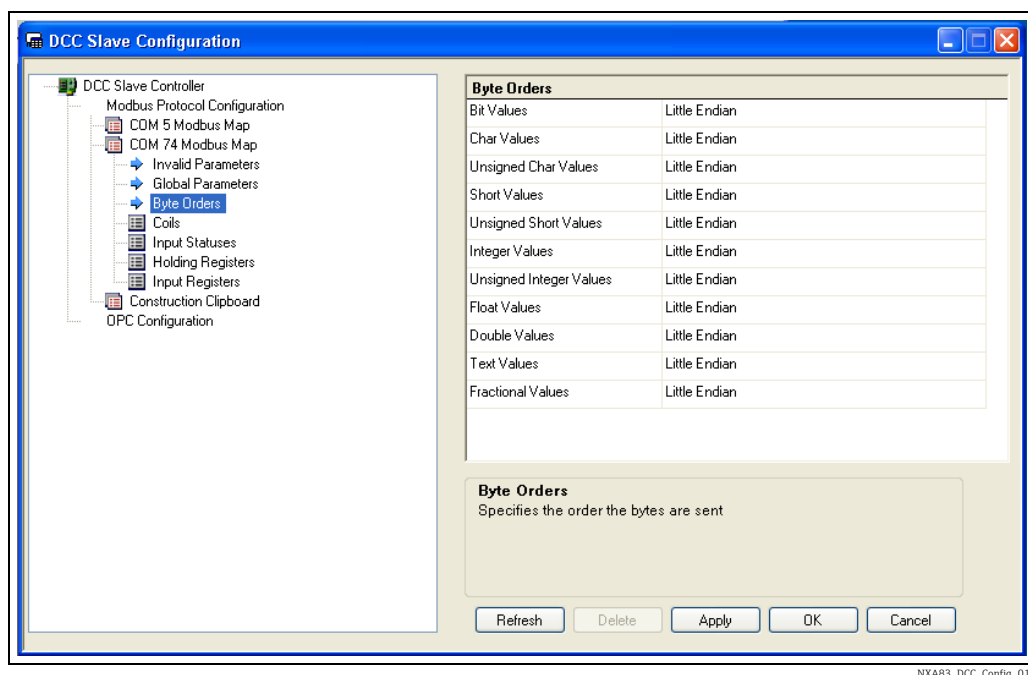 DCC Slave Configuration
DCC Slave Controller
Modbus Protocol Configuration
COM 5 Modbus Map
COM 74 Modbus Map
Invalid Parameters
Global Parameters
Byte Orders
Coils
Input Statuses
Holding Registers
Input Registers
Construction Clipboard
OPC Configuration
Byte Orders
Bit Values Little Endian
Char Values Little Endian
Unsigned Char Values Little Endian
Short Values Little Endian
Unsigned Short Values Little Endian
Integer Values Little Endian
Unsigned Integer Values Little Endian
Float Values Little Endian
Double Values Little Endian
Text Values Little Endian
Fractional Values Little Endian
Byte Orders
Specifies the order the bytes are sent
Refresh Delete Apply OK Cancel
NXA83_DCC_Config_01